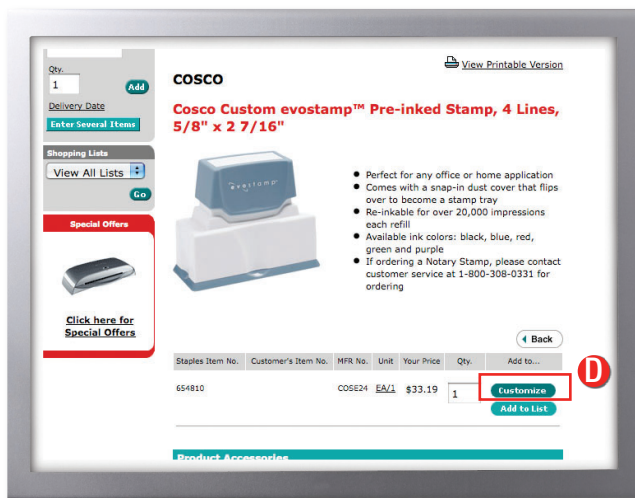 Qty.
1
Add
Delivery Date
Enter Several Items
Shopping Lists
View All Lists
Go
Special Offers
Click here for
Special Offers
View Printable Version
COSCO
Cosco Custom evostamp™ Pre-inked Stamp, 4 Lines,
5/8" x 2 7/16"
evostamp
• Perfect for any office or home application
• Comes with a snap-in dust cover that flips
over to become a stamp tray
• Re-inkable for over 20,000 impressions
each refill
• Available ink colors: black, blue, red,
green and purple
• If ordering a Notary Stamp, please contact
customer service at 1-800-308-0331 for
ordering
Back
Staples Item No. Customer's Item No. MFR No. Unit Your Price Qty. Add to...
654810 COSE24 EA/1 $33.19 1 Customize
Add to List
D
Product Accessories